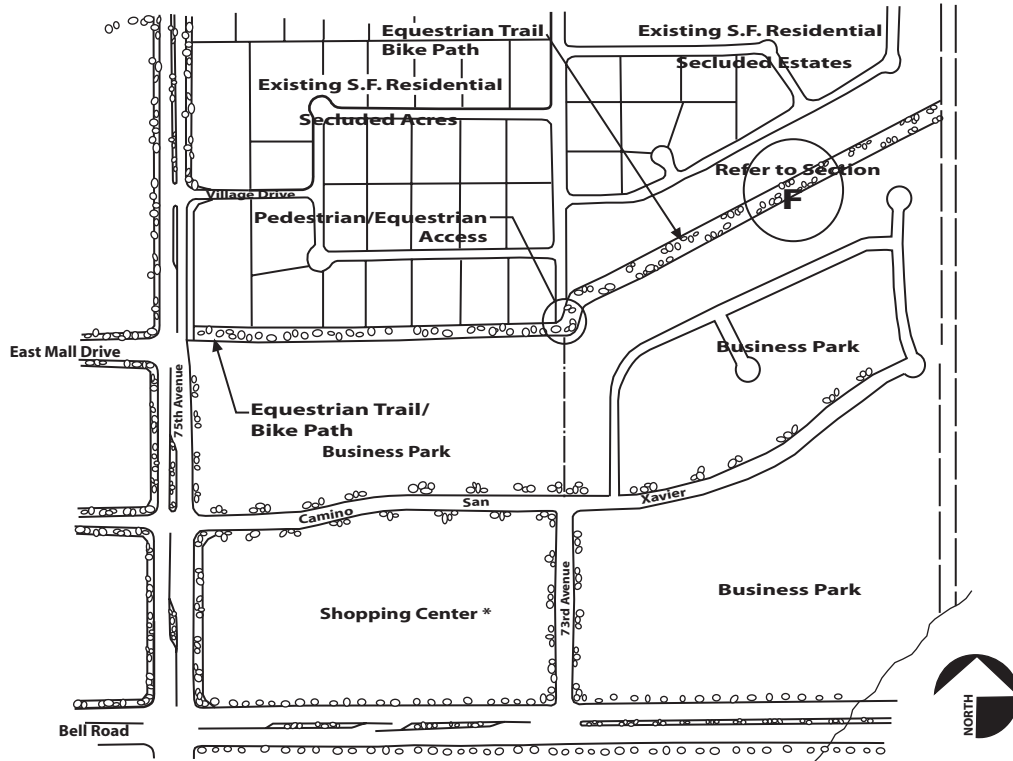 Equestrian Trail
Bike Path
Existing S.F. Residential
Secluded Estates
Existing S.F. Residential
Secluded Acres
Refer to Section
F
Village Drive
Pedestrian/Equestrian
Access
East Mall Drive
Business Park
75th Avenue
Equestrian Trail/
Bike Path
Business Park
Camino
San
Xavier
73rd Avenue
Business Park
Shopping Center *
Bell Road
NORTH